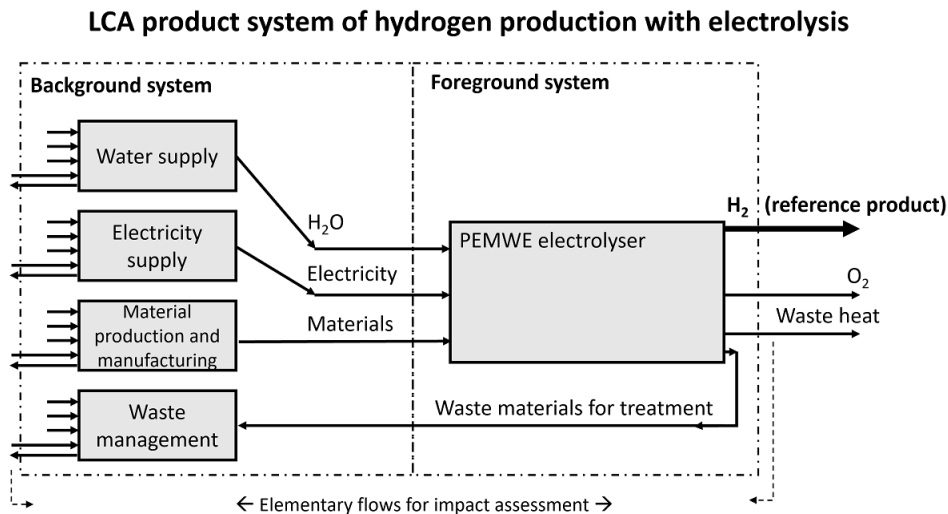 LCA product system of hydrogen production with electrolysis
Background system
Foreground system
Water supply
H₂O
Electricity
supply
Electricity
Material
production and
manufacturing
Materials
Waste
management
PEMWE electrolyser
H₂ (reference product)
O₂
Waste heat
Waste materials for treatment
← Elementary flows for impact assessment →